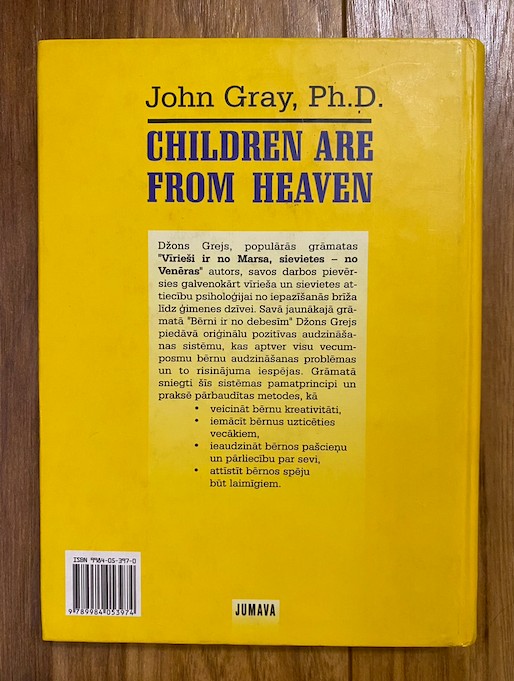 John Gray, Ph.D.
CHILDREN ARE
FROM HEAVEN
Džons Grejs, populārās grāmatas
"Vīrieši ir no Marsa, sievietes – no
Venēras" autors, savos darbos pievēr-
sies galvenokārt vīrieša un sievietes at-
tiecību psiholoģijai no iepazīšanās brīža
līdz ģimenes dzīvei. Savā jaunākajā grā-
matā "Bērni ir no debesīm" Džons Grejs
piedāvā oriģinālu pozitīvas audzināša-
nas sistēmu, kas aptver visu vecum-
posmu bērnu audzināšanas problēmas
un to risinājuma iespējas. Grāmatā
sniegti šīs sistēmas pamatprincipi un
praksē pārbaudītas metodes, kā
• veicināt bērnu kreativitāti,
• iemācīt bērnus uzticēties
vecākiem,
• ieaudzināt bērnos pašcieņu
un pārliecību par sevi,
• attīstīt bērnos spēju
būt laimīgiem.
ISBN 9984-05-397-0
9 789984 053974
JUMAVA